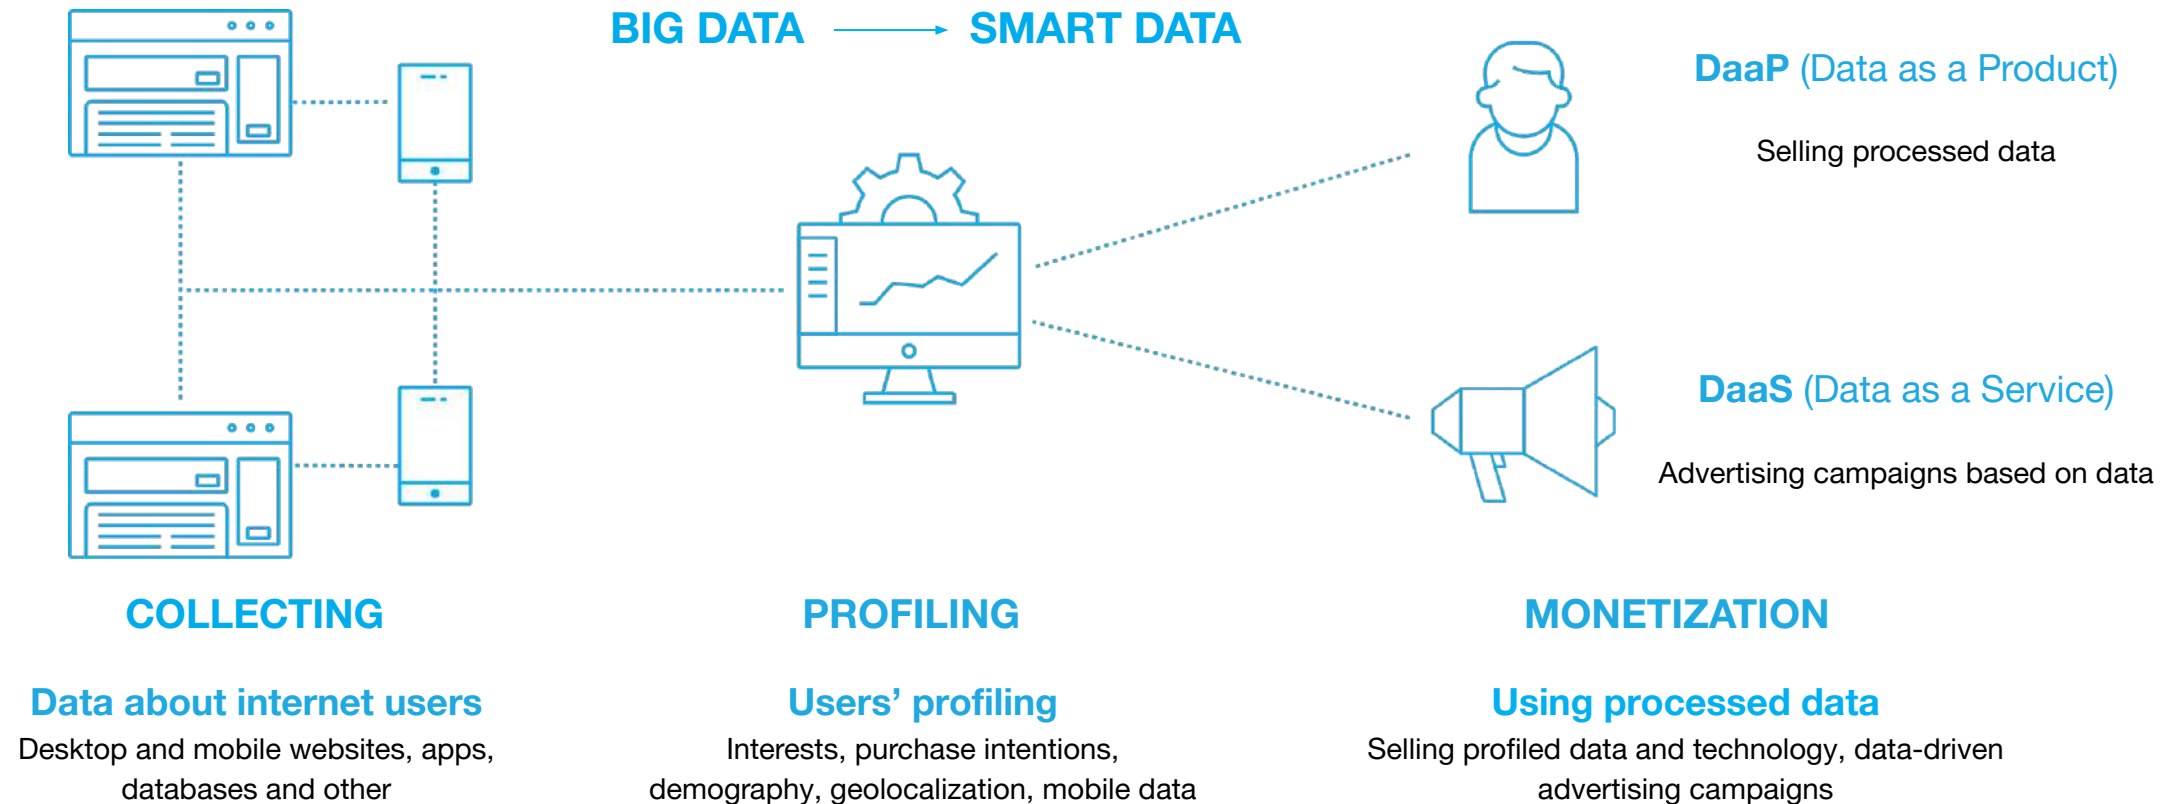 BIG DATA SMART DATA
DaaP (Data as a Product)
Selling processed data
DaaS (Data as a Service)
Advertising campaigns based on data
COLLECTING
Data about internet users
Desktop and mobile websites, apps,
databases and other
PROFILING
Users’ profiling
Interests, purchase intentions,
demography, geolocalization, mobile data
MONETIZATION
Using processed data
Selling profiled data and technology, data-driven
advertising campaigns